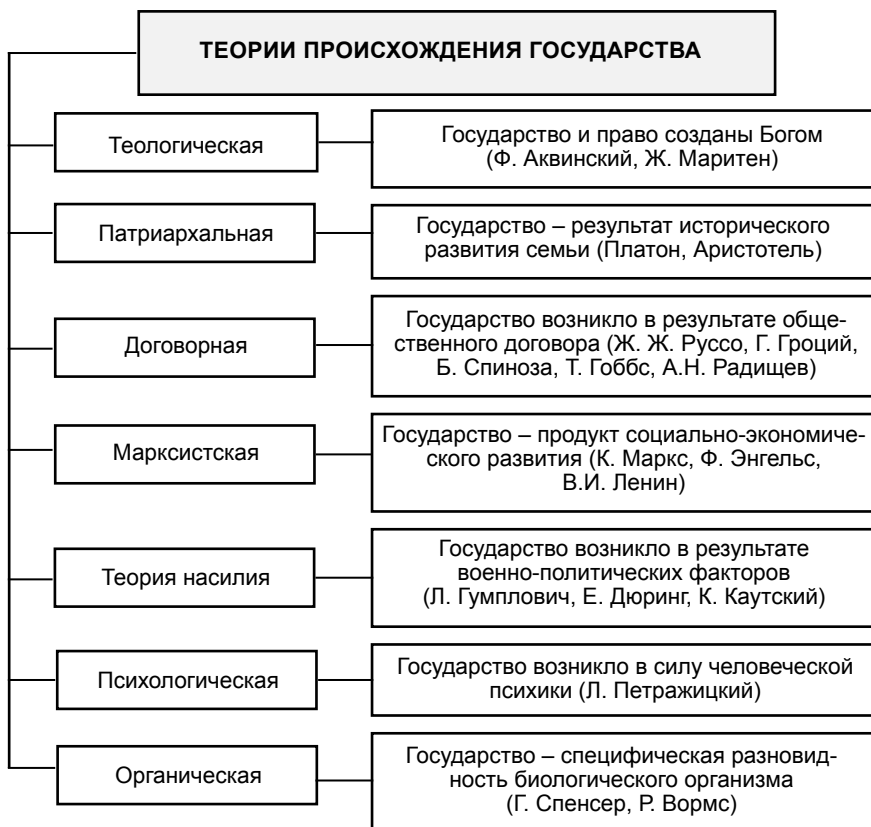 ТЕОРИИ ПРОИСХОЖДЕНИЯ ГОСУДАРСТВА
Теологическая
Государство и право созданы Богом
(Ф. Аквинский, Ж. Маритен)
Патриархальная
Государство – результат исторического
развития семьи (Платон, Аристотель)
Договорная
Государство возникло в результате обще-
ственного договора (Ж. Ж. Руссо, Г. Гроций,
Б. Спиноза, Т. Гоббс, А.Н. Радищев)
Марксистская
Государство – продукт социально-экономиче-
ского развития (К. Маркс, Ф. Энгельс,
В.И. Ленин)
Теория насилия
Государство возникло в результате
военно-политических факторов
(Л. Гумплович, Е. Дюринг, К. Каутский)
Психологическая
Государство возникло в силу человеческой
психики (Л. Петражицкий)
Органическая
Государство – специфическая разновид-
ность биологического организма
(Г. Спенсер, Р. Вормс)